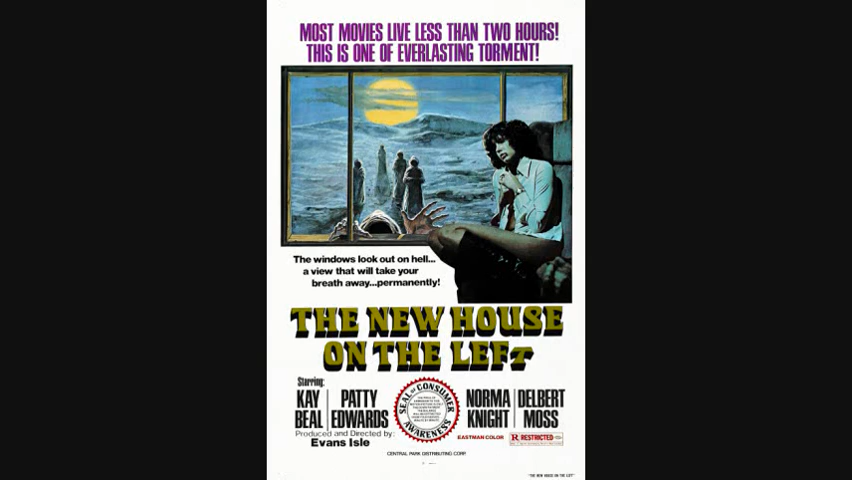 MOST MOVIES LIVE LESS THAN TWO HOURS!
THIS IS ONE OF EVERLASTING TORMENT!
The windows look out on hell...
a view that will take your
breath away...permanently!
THE NEW HOUSE
ON THE LEFT
Starring:
KAY
BEAL
PATTY
EDWARDS
SEAL of CONSUMER
AWARENESS
NORMA
KNIGHT
DELBERT
MOSS
Produced and Directed by:
Evans Isle
EASTMAN COLOR
R RESTRICTED
CENTRAL PARK DISTRIBUTING CORP.
"THE NEW HOUSE ON THE LEFT"